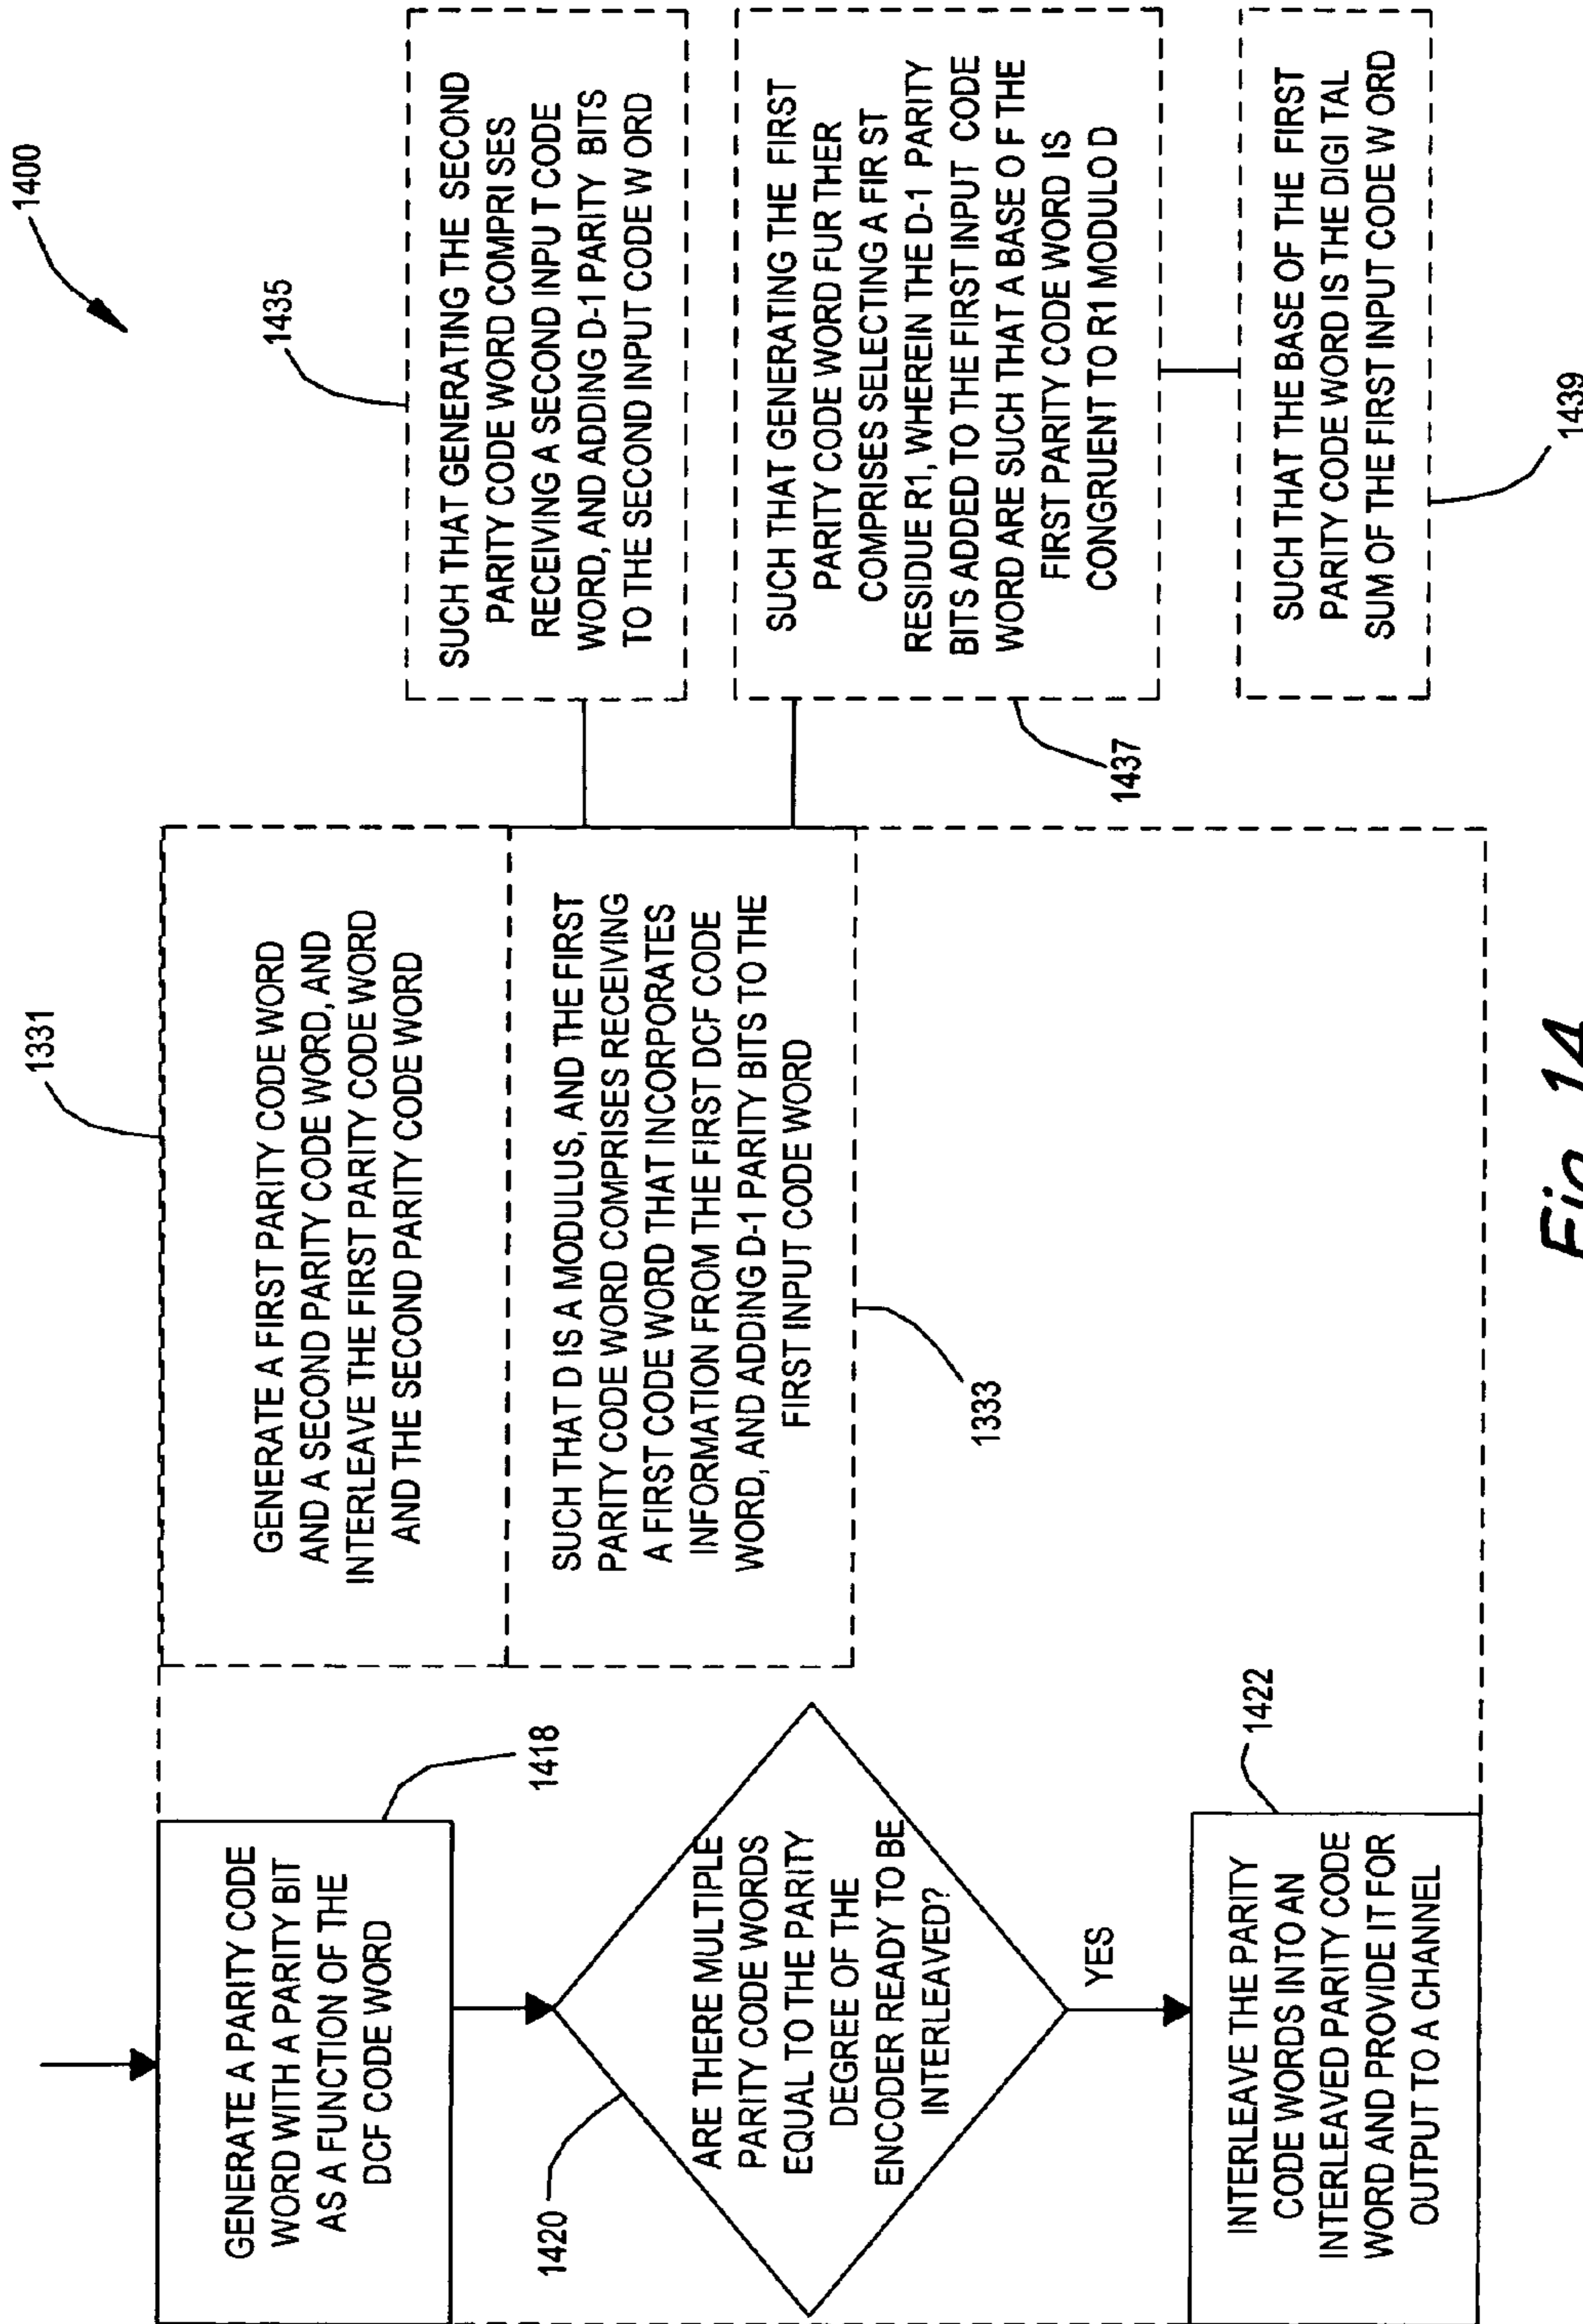 1400
1331
GENERATE A FIRST PARITY CODE WORD
AND A SECOND PARITY CODE WORD, AND
INTERLEAVE THE FIRST PARITY CODE WORD
AND THE SECOND PARITY CODE WORD
SUCH THAT D IS A MODULUS, AND THE FIRST
PARITY CODE WORD COMPRISES RECEIVING
A FIRST CODE WORD THAT INCORPORATES
INFORMATION FROM THE FIRST DCF CODE
WORD, AND ADDING D-1 PARITY BITS TO THE
FIRST INPUT CODE WORD
1333
1435
SUCH THAT GENERATING THE SECOND
PARITY CODE WORD COMPRI SES
RECEIVING A SECOND INPU T CODE
WORD, AND ADDING D-1 PARITY BITS
TO THE SECOND INPUT CODE W ORD
SUCH THAT GENERATING THE FIRST
PARITY CODE WORD FUR THER
COMPRISES SELECTING A FIR ST
RESIDUE R1, WHEREIN THE D-1 PARITY
BITS ADDED TO THE FIRST INPUT CODE
WORD ARE SUCH THAT A BASE O F THE
FIRST PARITY CODE WORD IS
CONGRUENT TO R1 MODULO D
1437
SUCH THAT THE BASE OF THE FIRST
PARITY CODE WORD IS THE DIGI TAL
SUM OF THE FIRST INPUT CODE W ORD
1439
GENERATE A PARITY CODE
WORD WITH A PARITY BIT
AS A FUNCTION OF THE
DCF CODE WORD
1418
ARE THERE MULTIPLE
PARITY CODE WORDS
EQUAL TO THE PARITY
DEGREE OF THE
ENCODER READY TO BE
INTERLEAVED?
1420
YES
INTERLEAVE THE PARITY
CODE WORDS INTO AN
INTERLEAVED PARITY CODE
WORD AND PROVIDE IT FOR
OUTPUT TO A CHANNEL
1422
Fig. 14